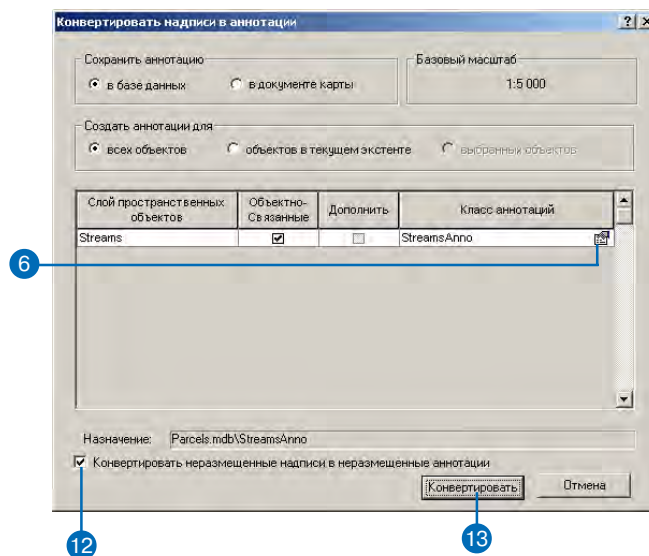 Конвертировать надписи в аннотации
Сохранить аннотацию
в базе данных
в документе карты
Базовый масштаб
1:5 000
Создать аннотации для
всех объектов
объектов в текущем экстенте
выбранных объектов
Слой пространственных объектов
Объектно-Связанные
Дополнить
Класс аннотаций
Streams
StreamsAnno
6
Назначение:
Parcels.mdb\StreamsAnno
Конвертировать неразмещенные надписи в неразмещенные аннотации
Конвертировать
Отмена
12
13